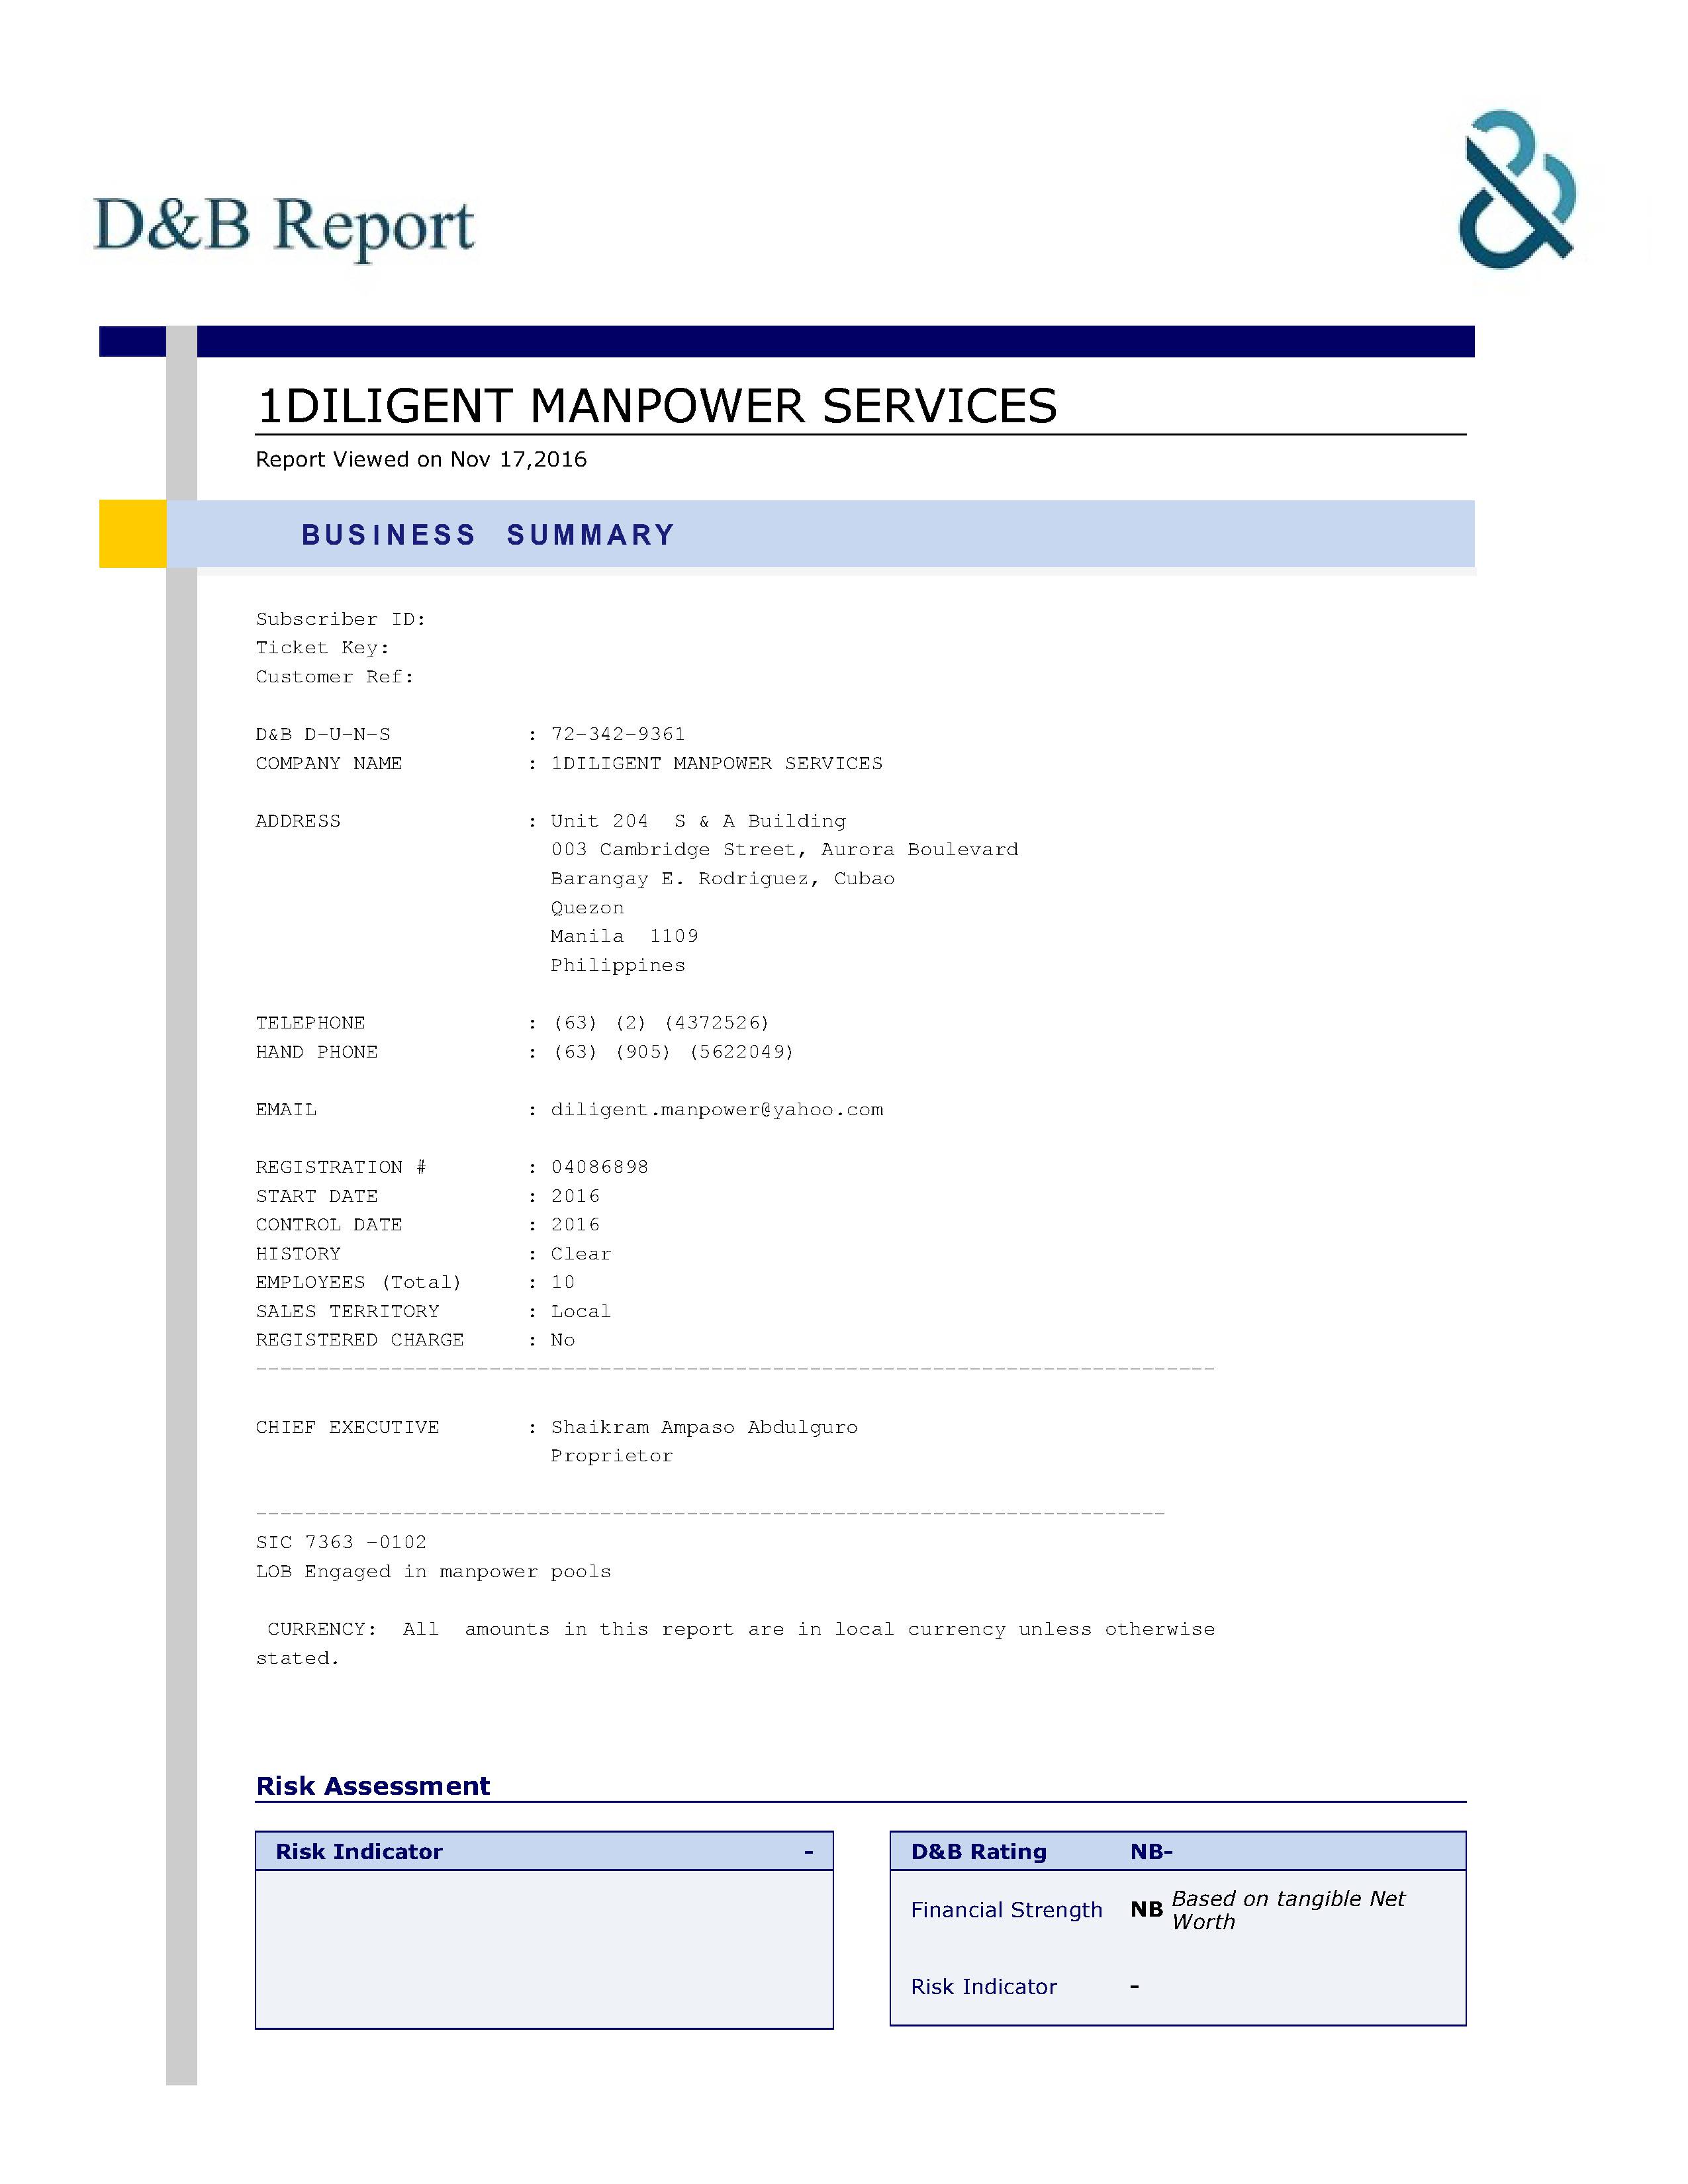 D&B Report
1DILIGENT MANPOWER SERVICES
Report Viewed on Nov 17,2016
BUSINESS SUMMARY
Subscriber ID:
Ticket Key:
Customer Ref:
D&B D-U-N-S : 72-342-9361
COMPANY NAME : 1DILIGENT MANPOWER SERVICES
ADDRESS : Unit 204 S & A Building
003 Cambridge Street, Aurora Boulevard
Barangay E. Rodriguez, Cubao
Quezon
Manila 1109
Philippines
TELEPHONE : (63) (2) (4372526)
HAND PHONE : (63) (905) (5622049)
EMAIL : diligent.manpower@yahoo.com
REGISTRATION # : 04086898
START DATE : 2016
CONTROL DATE : 2016
HISTORY : Clear
EMPLOYEES (Total) : 10
SALES TERRITORY : Local
REGISTERED CHARGE : No
-------------------------------------------------------------------------------
CHIEF EXECUTIVE : Shaikram Ampaso Abdulguro
Proprietor
---------------------------------------------------------------------------
SIC 7363 -0102
LOB Engaged in manpower pools
CURRENCY: All amounts in this report are in local currency unless otherwise
stated.
Risk Assessment
Risk Indicator -
D&B Rating NB-
Financial Strength NB Based on tangible Net
Worth
Risk Indicator -